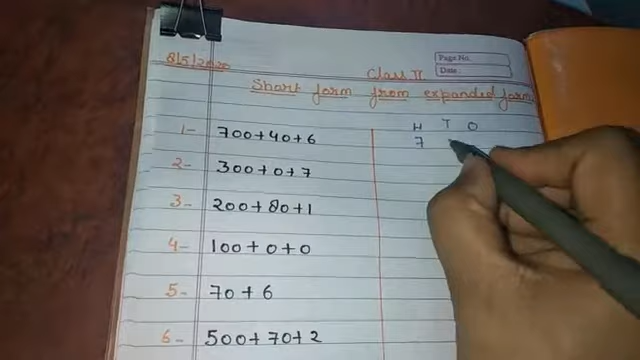 Page No.
Date:
8/5/2020 Class II
Short form from expanded form
H T O
1- 700+40+6 7
2- 300+0+7
3- 200+80+1
4- 100+0+0
5- 70+6
6- 500+70+2